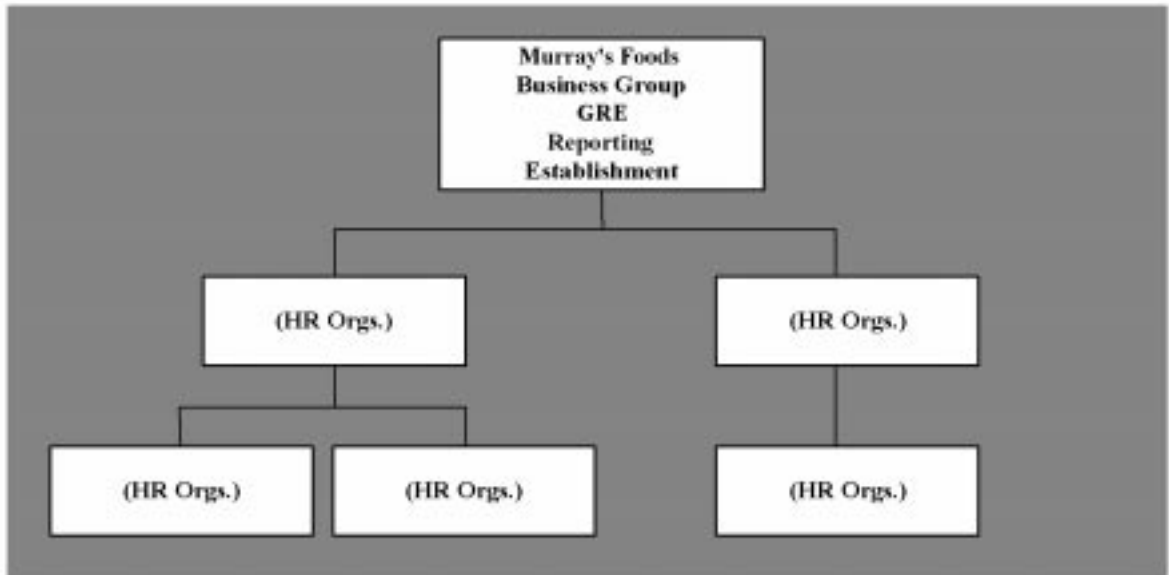 Murray's Foods
Business Group
GRE
Reporting
Establishment
(HR Orgs.)
(HR Orgs.)
(HR Orgs.)
(HR Orgs.)
(HR Orgs.)